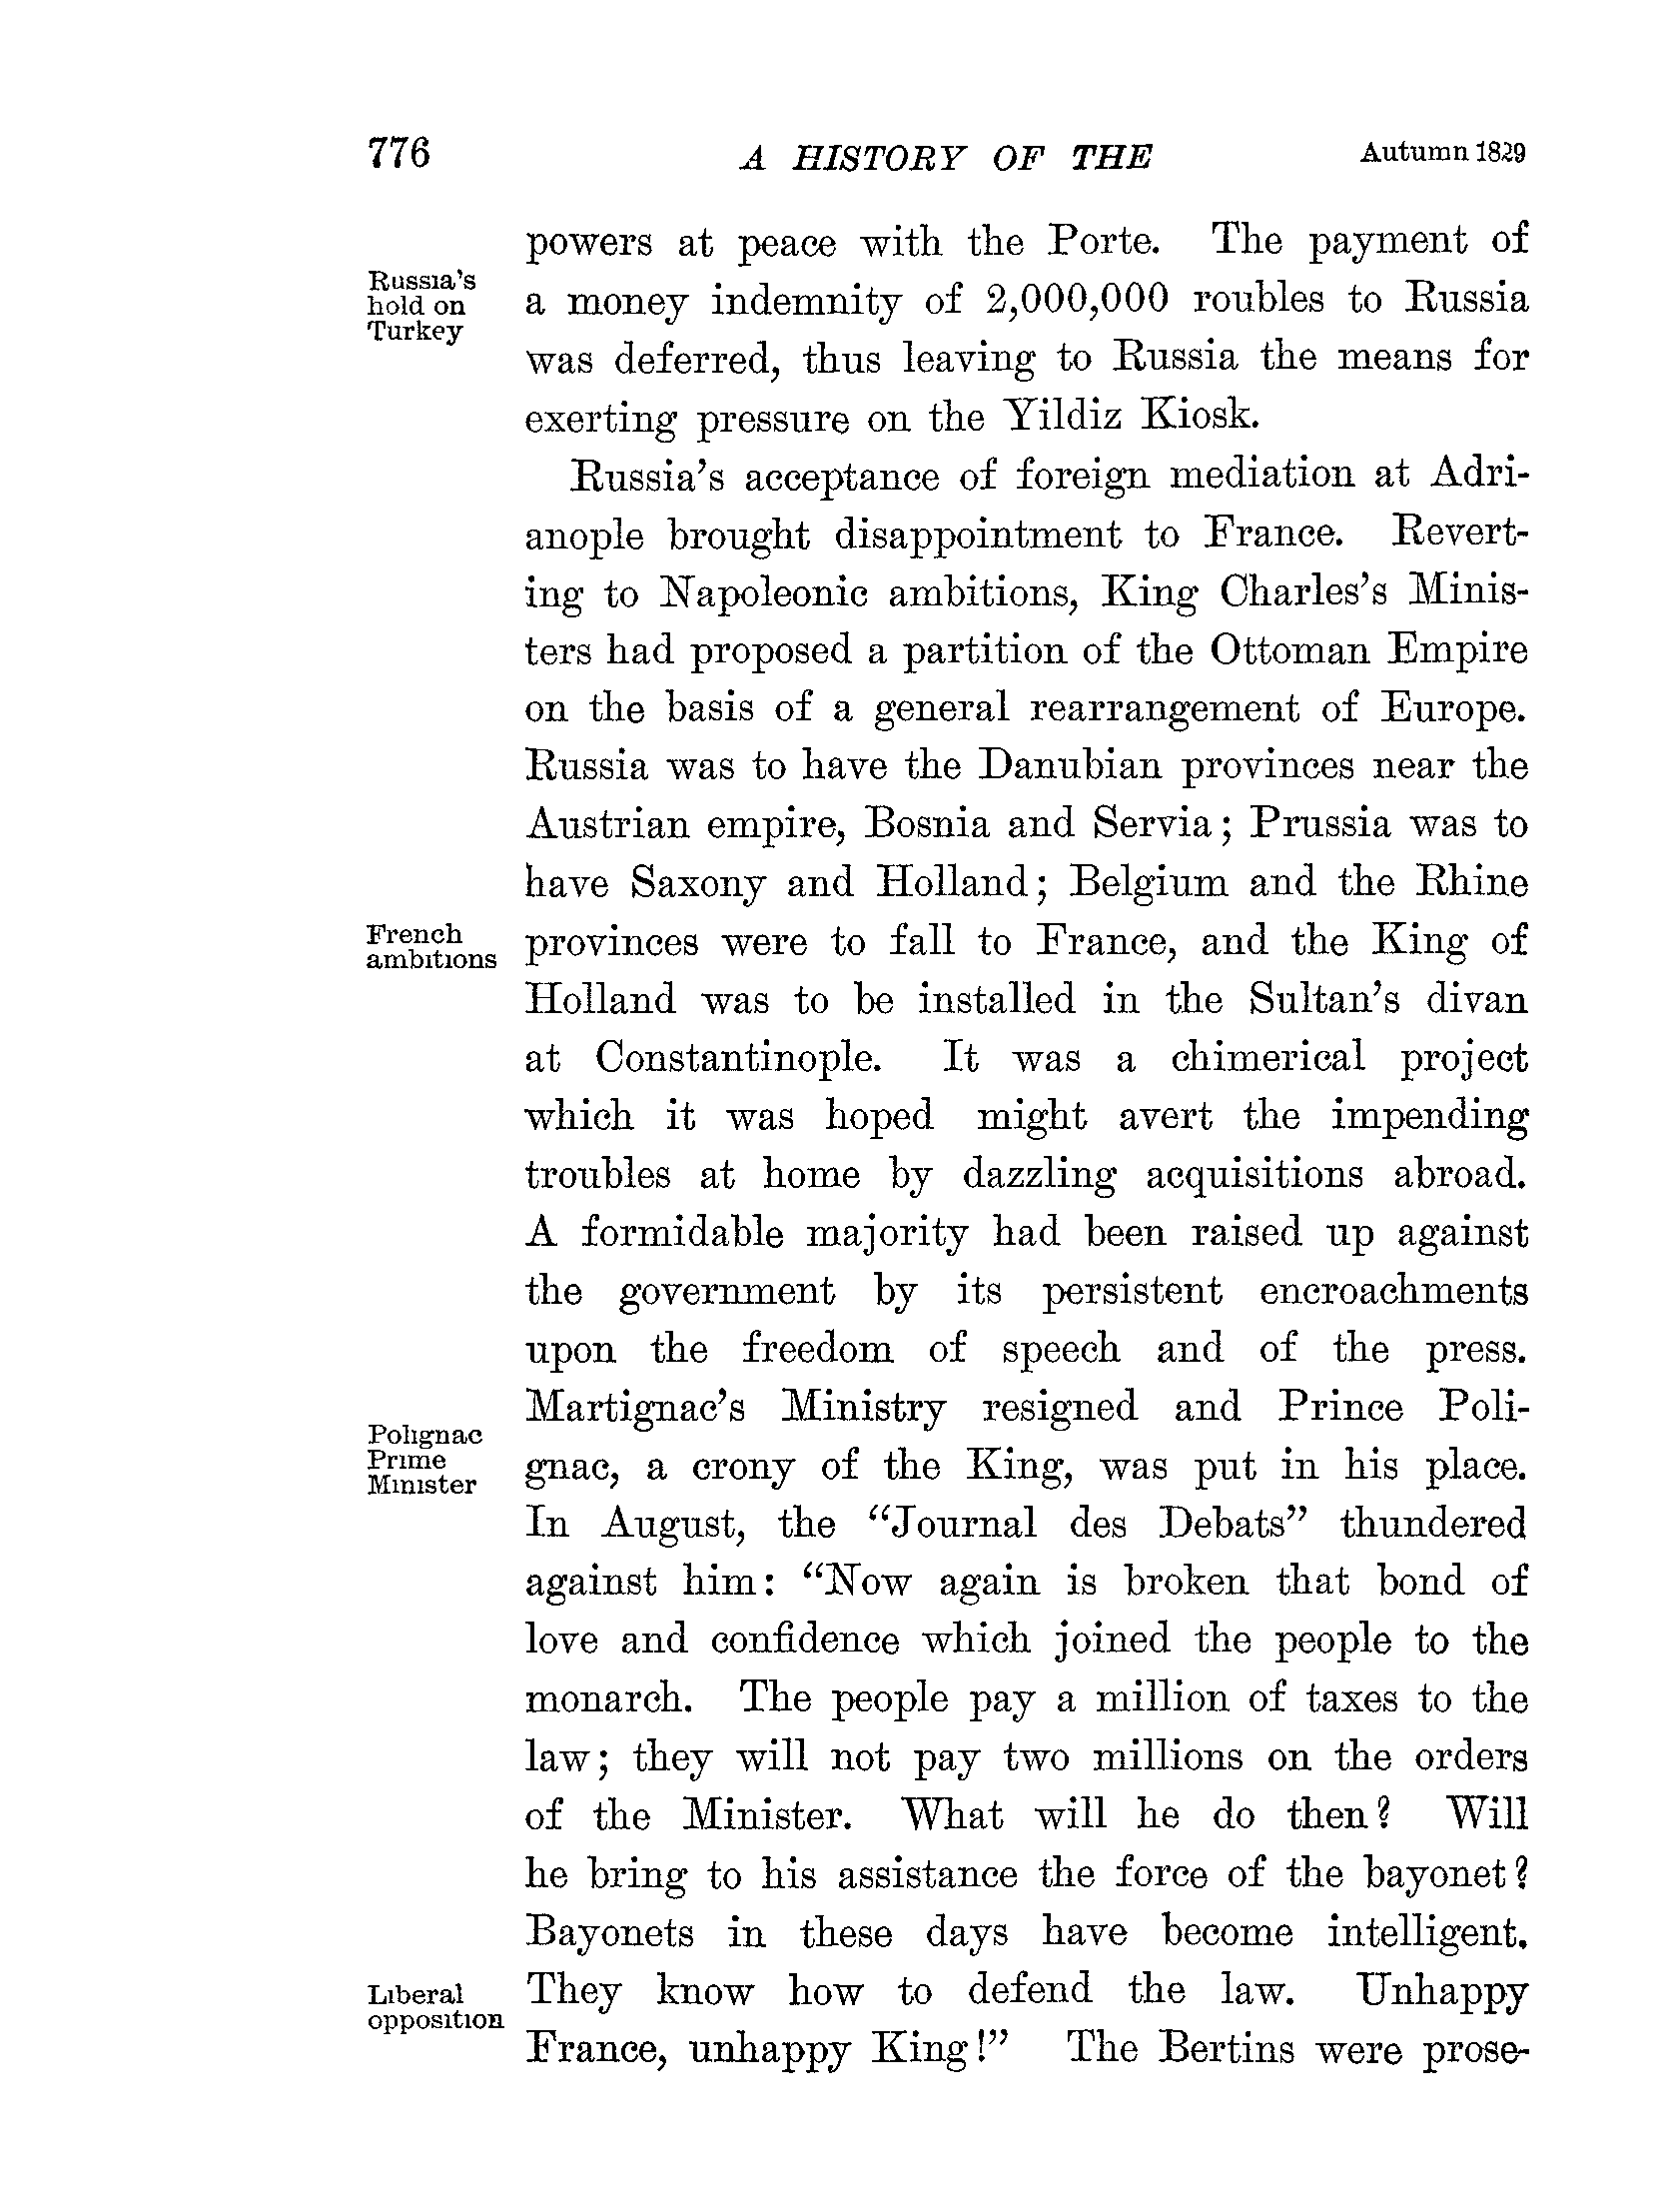 776 A HISTORY OF THE Autumn 1829
powers at peace with the Porte. The payment of
Russia's
hold on
Turkey
a money indemnity of 2,000,000 roubles to Russia
was deferred, thus leaving to Russia the means for
exerting pressure on the Yildiz Kiosk.
Russia's acceptance of foreign mediation at Adri-
anople brought disappointment to France. Revert-
ing to Napoleonic ambitions, King Charles's Minis-
ters had proposed a partition of the Ottoman Empire
on the basis of a general rearrangement of Europe.
Russia was to have the Danubian provinces near the
Austrian empire, Bosnia and Servia; Prussia was to
have Saxony and Holland; Belgium and the Rhine
French
ambitions
provinces were to fall to France, and the King of
Holland was to be installed in the Sultan's divan
at Constantinople. It was a chimerical project
which it was hoped might avert the impending
troubles at home by dazzling acquisitions abroad.
A formidable majority had been raised up against
the government by its persistent encroachments
upon the freedom of speech and of the press.
Martignac's Ministry resigned and Prince Poli-
Polignac
Prime
Minister
gnac, a crony of the King, was put in his place.
In August, the "Journal des Debats" thundered
against him: "Now again is broken that bond of
love and confidence which joined the people to the
monarch. The people pay a million of taxes to the
law; they will not pay two millions on the orders
of the Minister. What will he do then? Will
he bring to his assistance the force of the bayonet?
Bayonets in these days have become intelligent.
Liberal
opposition
They know how to defend the law. Unhappy
France, unhappy King!" The Bertins were prose-